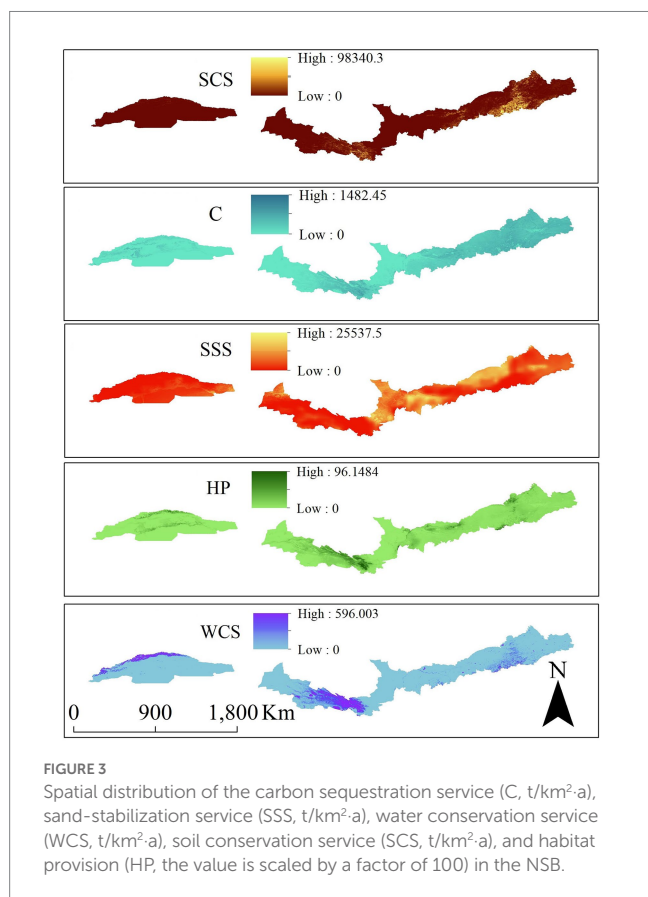 SCS
High : 98340.3
Low : 0
C
High : 1482.45
Low : 0
SSS
High : 25537.5
Low : 0
HP
High : 96.1484
Low : 0
WCS
High : 596.003
Low : 0
N
0 900 1,800 Km
FIGURE 3
Spatial distribution of the carbon sequestration service (C, t/km²·a),
sand-stabilization service (SSS, t/km²·a), water conservation service
(WCS, t/km²·a), soil conservation service (SCS, t/km²·a), and habitat
provision (HP, the value is scaled by a factor of 100) in the NSB.